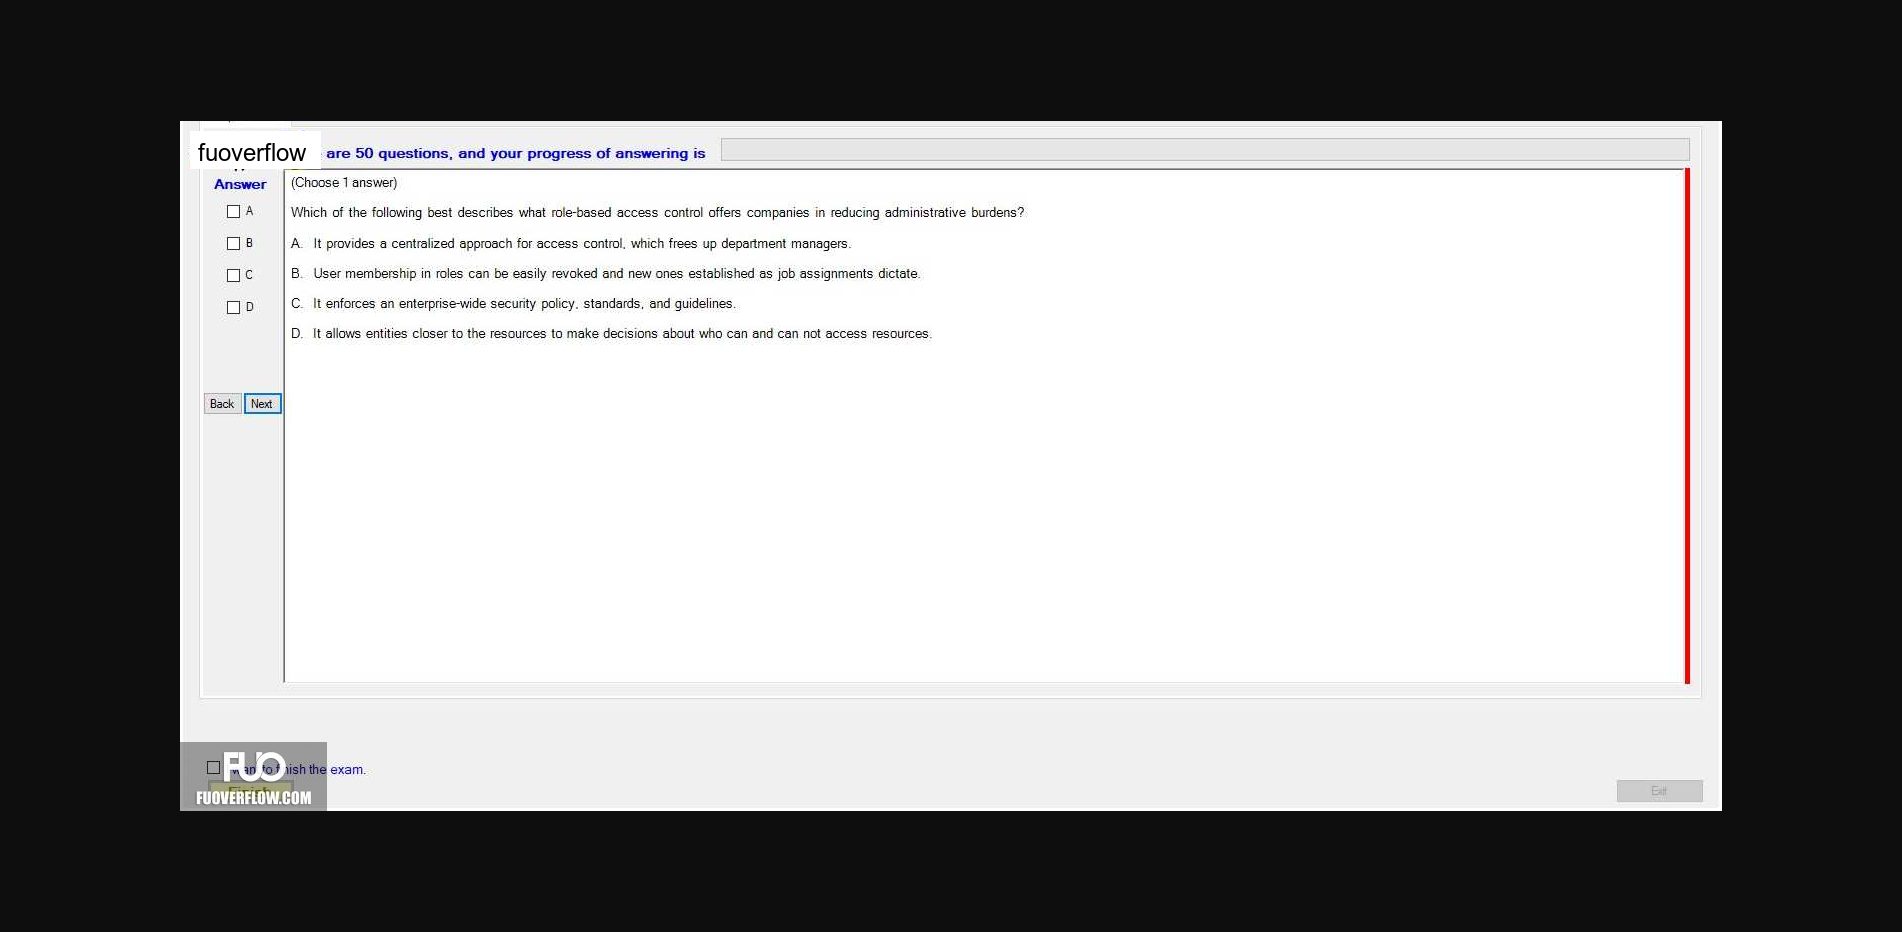 fuoverflow are 50 questions, and your progress of answering is
Answer
(Choose 1 answer)
A
Which of the following best describes what role-based access control offers companies in reducing administrative burdens?
B
A. It provides a centralized approach for access control, which frees up department managers.
C
B. User membership in roles can be easily revoked and new ones established as job assignments dictate.
D
C. It enforces an enterprise-wide security policy, standards, and guidelines.
D. It allows entities closer to the resources to make decisions about who can and can not access resources.
Back Next
FUO
want to finish the exam.
Finish
FUOVERFLOW.COM
Exit